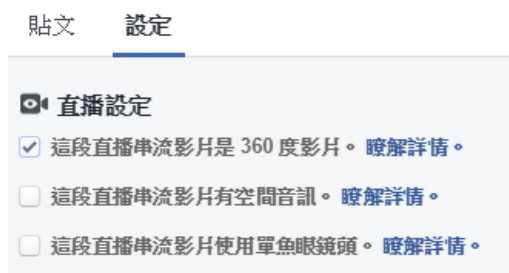 貼文 設定
直播設定
這段直播串流影片是 360 度影片。瞭解詳情。
這段直播串流影片有空間音訊。瞭解詳情。
這段直播串流影片使用單魚眼鏡頭。瞭解詳情。